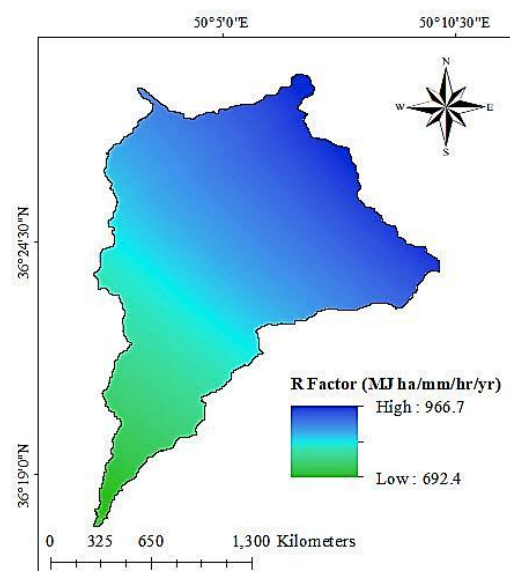 50°5'0"E 50°10'30"E
N
W E
S
36°24'30"N
36°19'0"N
R Factor (MJ ha/mm/hr/yr)
High : 966.7
Low : 692.4
0 325 650 1,300 Kilometers